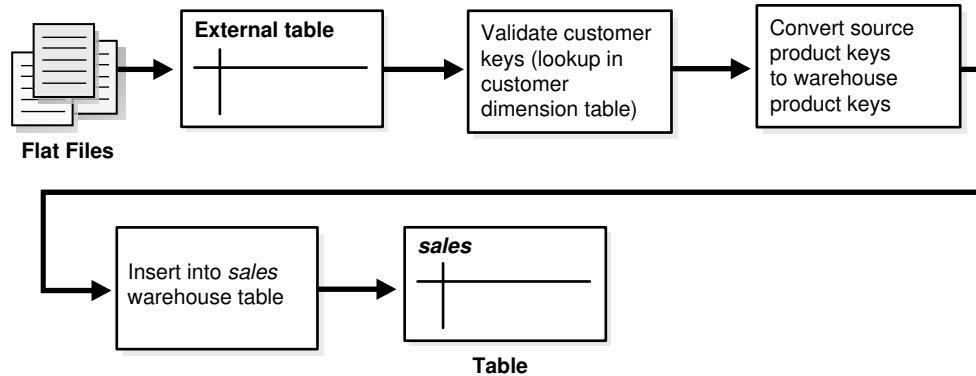 External table
Validate customer
keys (lookup in
customer
dimension table)
Convert source
product keys
to warehouse
product keys
Flat Files
Insert into sales
warehouse table
sales
Table